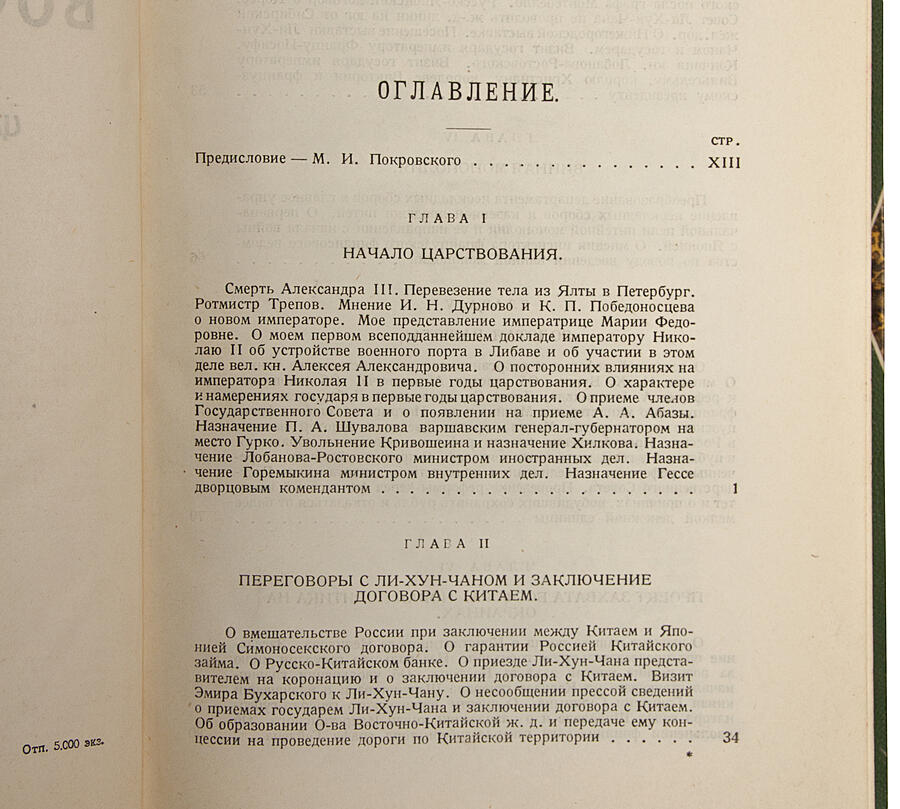 ОГЛАВЛЕНИЕ.
СТР.
Предисловие — М. И. Покровского . . . . . . . . . . . . . . . XIII
ГЛАВА I
НАЧАЛО ЦАРСТВОВАНИЯ.
Смерть Александра III. Перевезение тела из Ялты в Петербург.
Ротмистр Трепов. Мнение И. Н. Дурново и К. П. Победоносцева
о новом императоре. Мое представление императрице Марии Федо-
ровне. О моем первом всеподданнейшем докладе императору Нико-
лаю II об устройстве военного порта в Либаве и об участии в этом
деле вел. кн. Алексея Александровича. О посторонних влияниях на
императора Николая II в первые годы царствования. О характере
и намерениях государя в первые годы царствования. О приеме членов
Государственного Совета и о появлении на приеме А. А. Абазы.
Назначение П. А. Шувалова варшавским генерал-губернатором на
место Гурко. Увольнение Кривошеина и назначение Хилкова. Назна-
чение Лобанова-Ростовского министром иностранных дел. Назна-
чение Горемыкина министром внутренних дел. Назначение Гессе
дворцовым комендантом . . . . . . . . . . . . . . . . . . . . 1
ГЛАВА II
ПЕРЕГОВОРЫ С ЛИ-ХУН-ЧАНОМ И ЗАКЛЮЧЕНИЕ
ДОГОВОРА С КИТАЕМ.
О вмешательстве России при заключении между Китаем и Япо-
нией Симоносекского договора. О гарантии Россией Китайского
займа. О Русско-Китайском банке. О приезде Ли-Хун-Чана предста-
вителем на коронацию и о заключении договора с Китаем. Визит
Эмира Бухарского к Ли-Хун-Чану. О несообщении прессой сведений
о приемах государем Ли-Хун-Чана и заключении договора с Китаем.
Об образовании О-ва Восточно-Китайской ж. д. и передаче ему кон-
цессии на проведение дороги по Китайской территории . . . . . . 34
*
Отп. 5.000 экз.